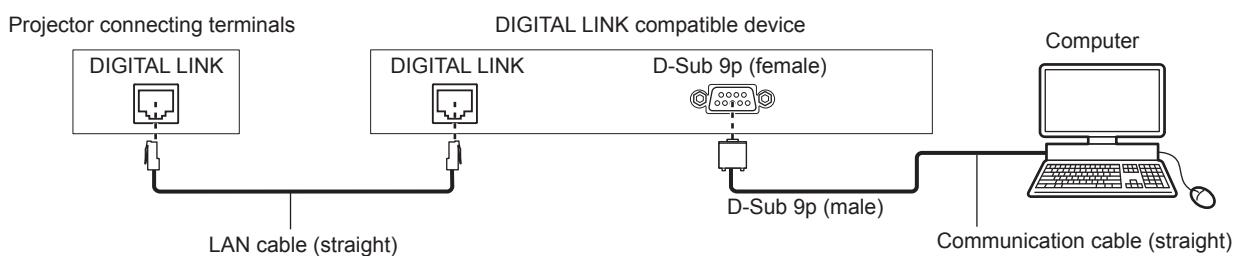 Projector connecting terminals
DIGITAL LINK compatible device
Computer
DIGITAL LINK
DIGITAL LINK
D-Sub 9p (female)
D-Sub 9p (male)
LAN cable (straight)
Communication cable (straight)